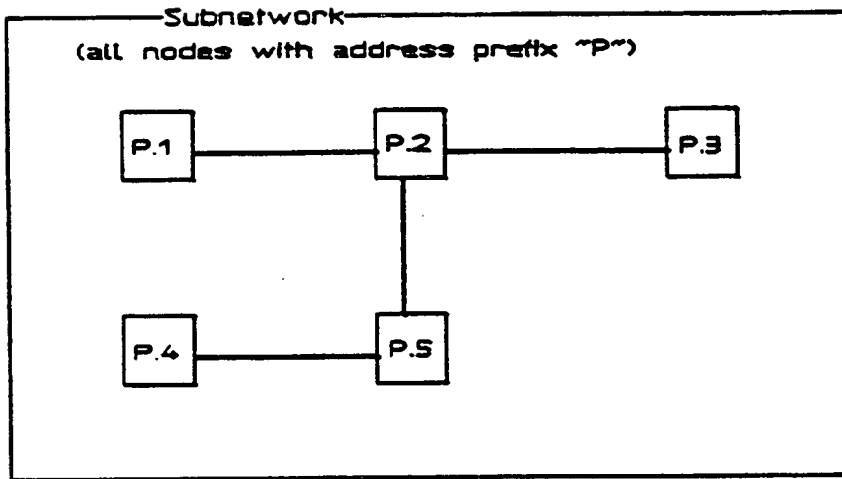 Subnetwork
(all nodes with address prefix "P")
P.1
P.2
P.3
P.4
P.5